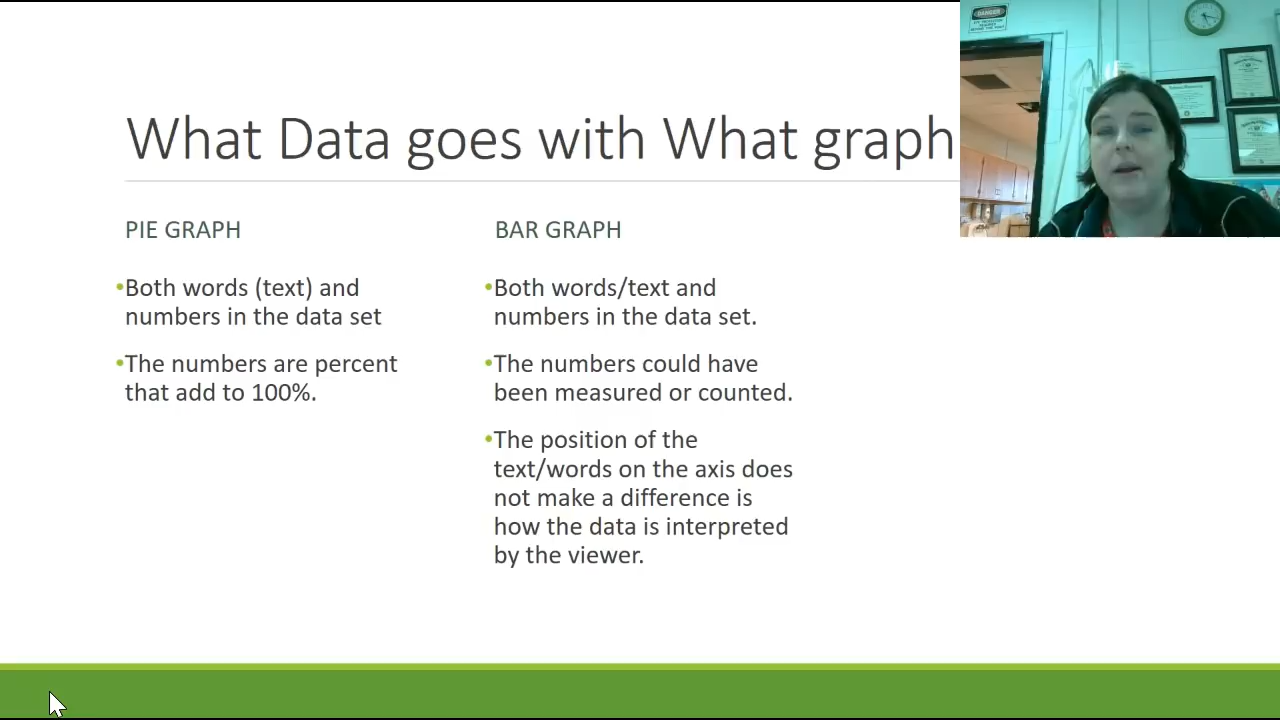 What Data goes with What graph
PIE GRAPH
•Both words (text) and
numbers in the data set
•The numbers are percent
that add to 100%.
BAR GRAPH
•Both words/text and
numbers in the data set.
•The numbers could have
been measured or counted.
•The position of the
text/words on the axis does
not make a difference is
how the data is interpreted
by the viewer.
DANGER